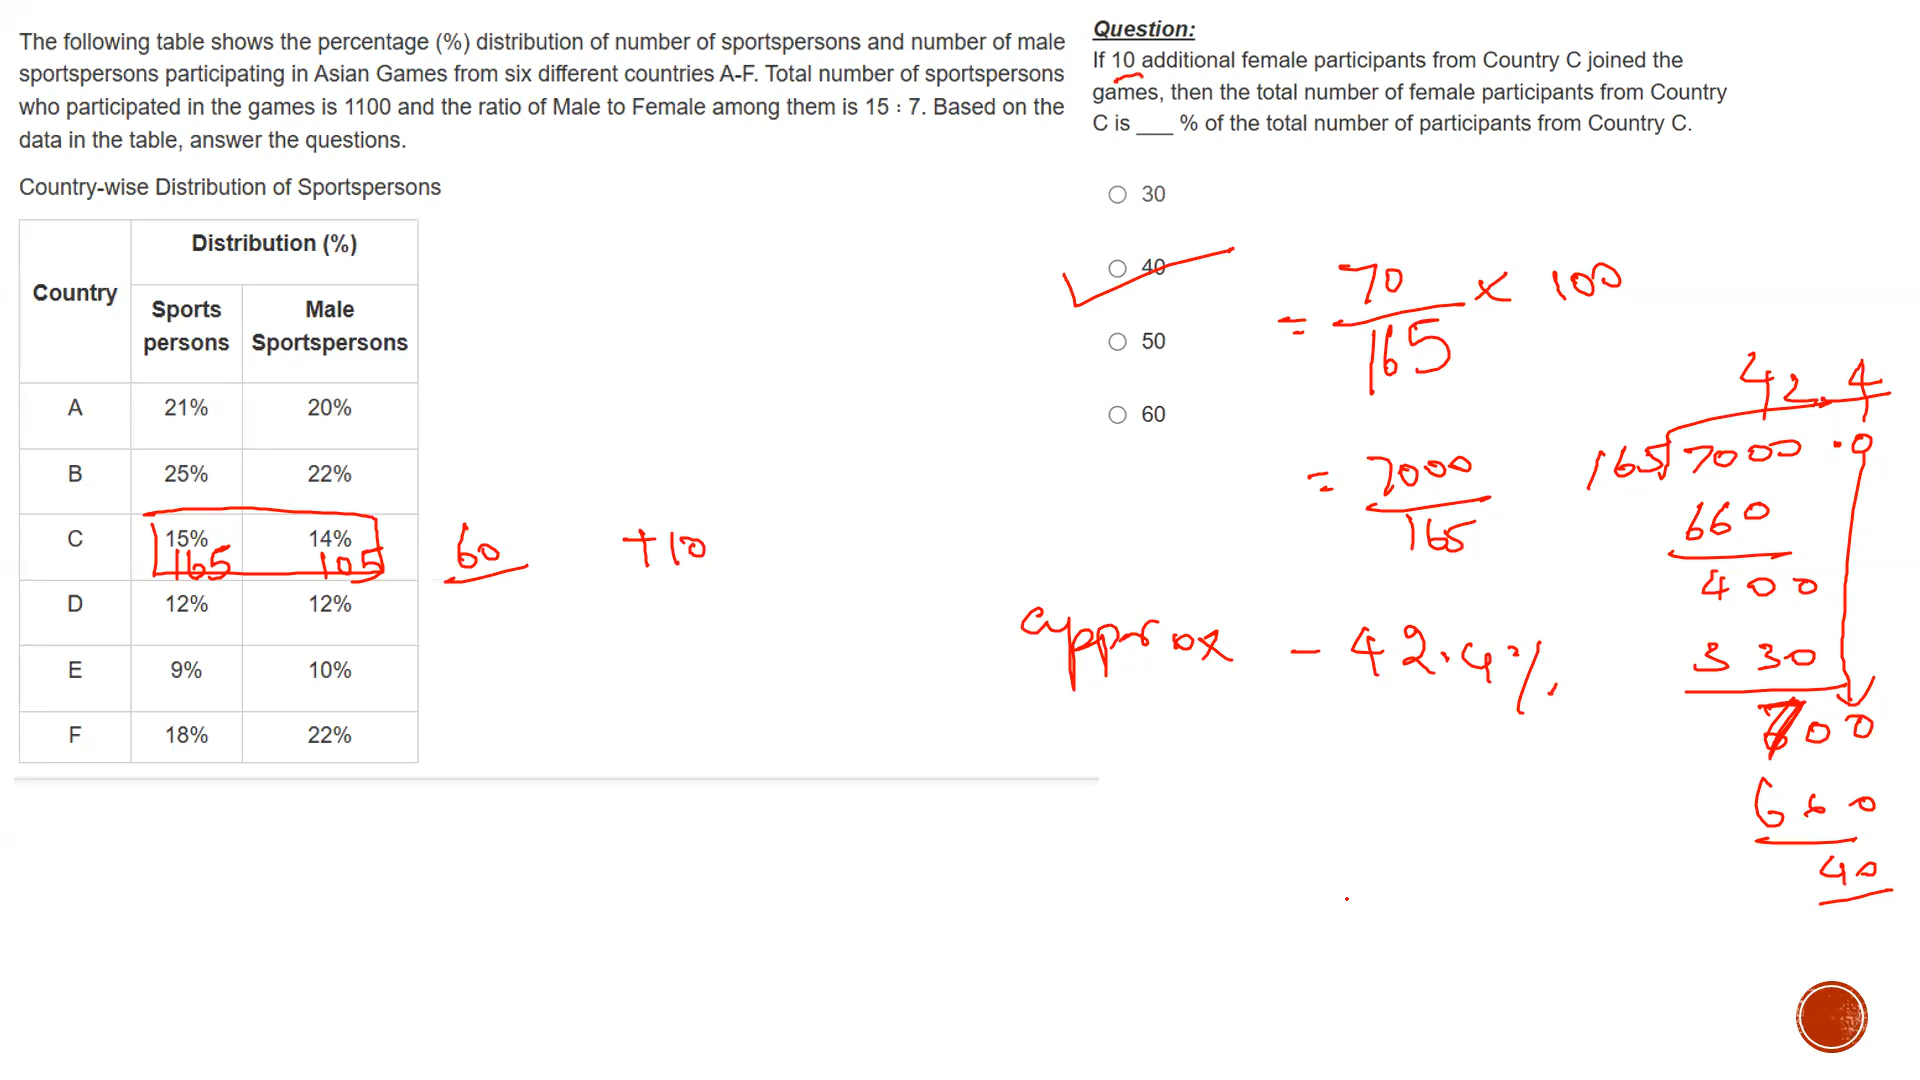 The following table shows the percentage (%) distribution of number of sportspersons and number of male
sportspersons participating in Asian Games from six different countries A-F. Total number of sportspersons
who participated in the games is 1100 and the ratio of Male to Female among them is 15 : 7. Based on the
data in the table, answer the questions.
Country-wise Distribution of Sportspersons
Country
Distribution (%)
Sports
persons
Male
Sportspersons
A 21% 20%
B 25% 22%
C 15% 14%
165 105 60 +10
D 12% 12%
E 9% 10%
F 18% 22%
Question:
If 10 additional female participants from Country C joined the
games, then the total number of female participants from Country
C is ___ % of the total number of participants from Country C.
30
40
50
60
= 70/165 × 100
= 7000/165
approx - 42.4%
42.4
165 7000.0
660
400
330
700
660
40